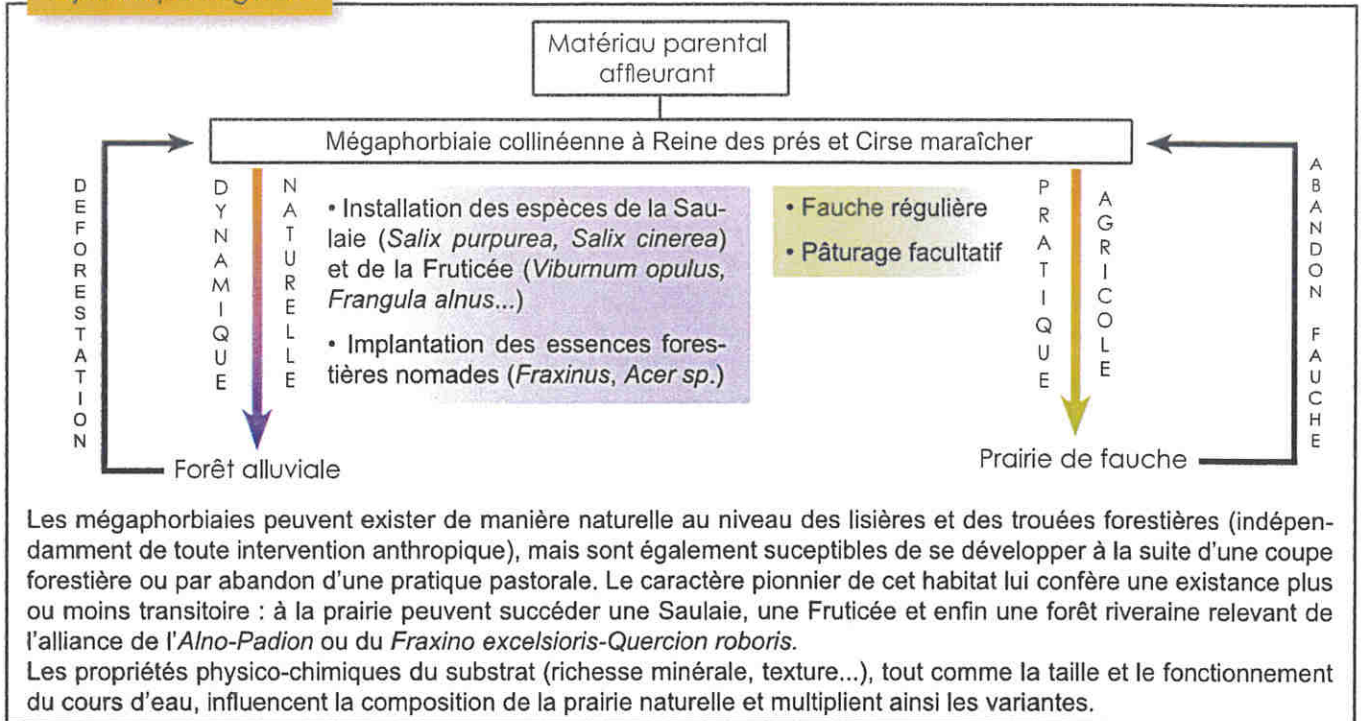 Matériau parental
affleurant
Mégaphorbiaie collinéenne à Reine des prés et Cirse maraîcher
DEFORESTATION
DYNAMIQUE
NATURELLE
• Installation des espèces de la Sau-
laie (Salix purpurea, Salix cinerea)
et de la Fruticée (Viburnum opulus,
Frangula alnus...)
• Implantation des essences fores-
tières nomades (Fraxinus, Acer sp.)
• Fauche régulière
• Pâturage facultatif
PRATIQUE
AGRICOLE
ABANDON FAUCHE
Forêt alluviale
Prairie de fauche
Les mégaphorbiaies peuvent exister de manière naturelle au niveau des lisières et des trouées forestières (indépen-
damment de toute intervention anthropique), mais sont également suceptibles de se développer à la suite d'une coupe
forestière ou par abandon d'une pratique pastorale. Le caractère pionnier de cet habitat lui confère une existance plus
ou moins transitoire : à la prairie peuvent succéder une Saulaie, une Fruticée et enfin une forêt riveraine relevant de
l'alliance de l'Alno-Padion ou du Fraxino excelsioris-Quercion roboris.
Les propriétés physico-chimiques du substrat (richesse minérale, texture...), tout comme la taille et le fonctionnement
du cours d'eau, influencent la composition de la prairie naturelle et multiplient ainsi les variantes.